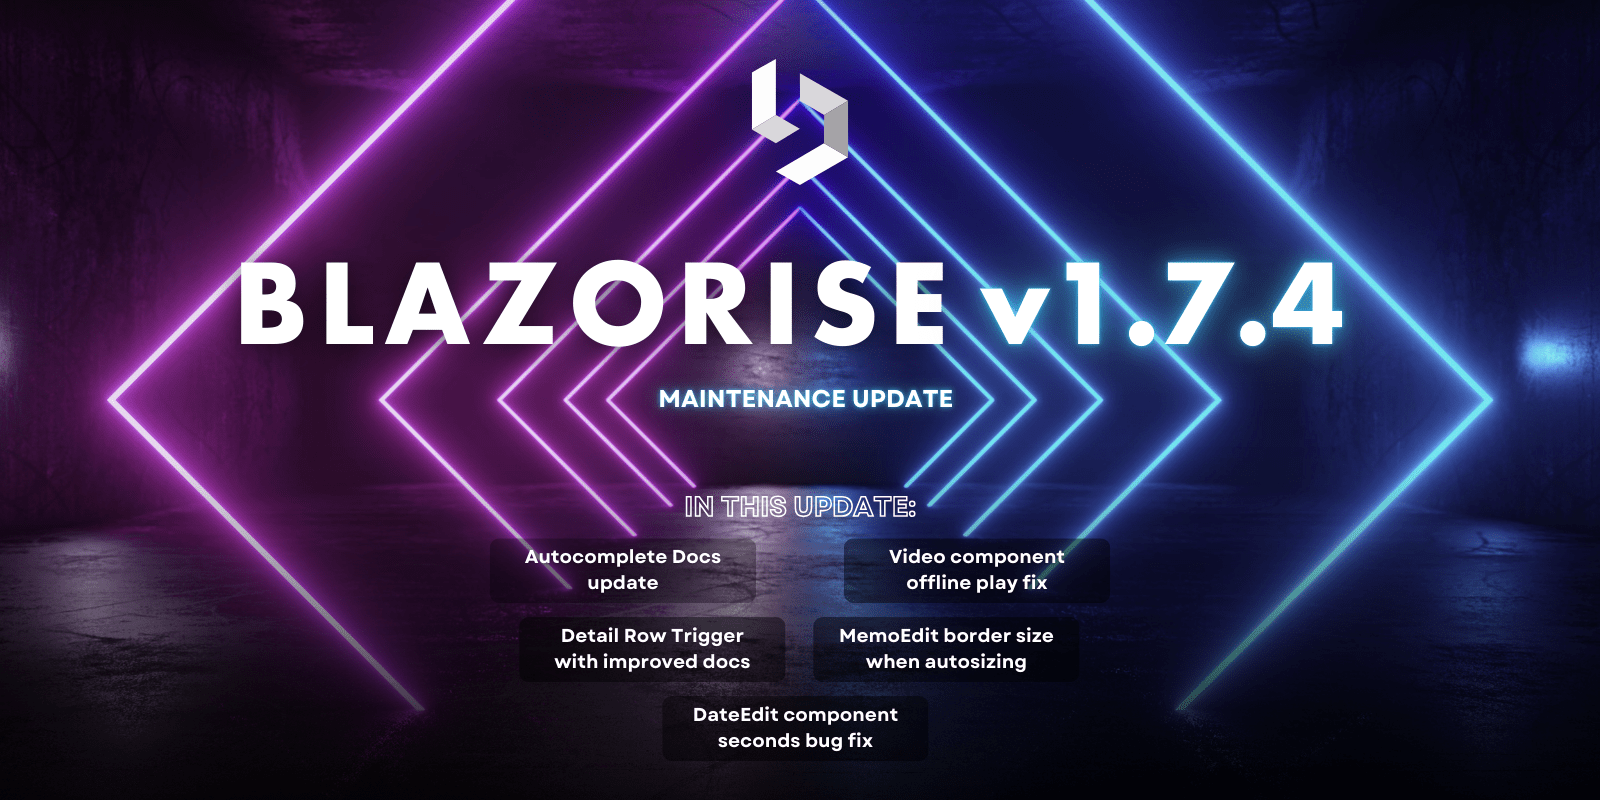 BLAZORISE v1.7.4
MAINTENANCE UPDATE
IN THIS UPDATE:
Autocomplete Docs
update
Video component
offline play fix
Detail Row Trigger
with improved docs
MemoEdit border size
when autosizing
DateEdit component
seconds bug fix